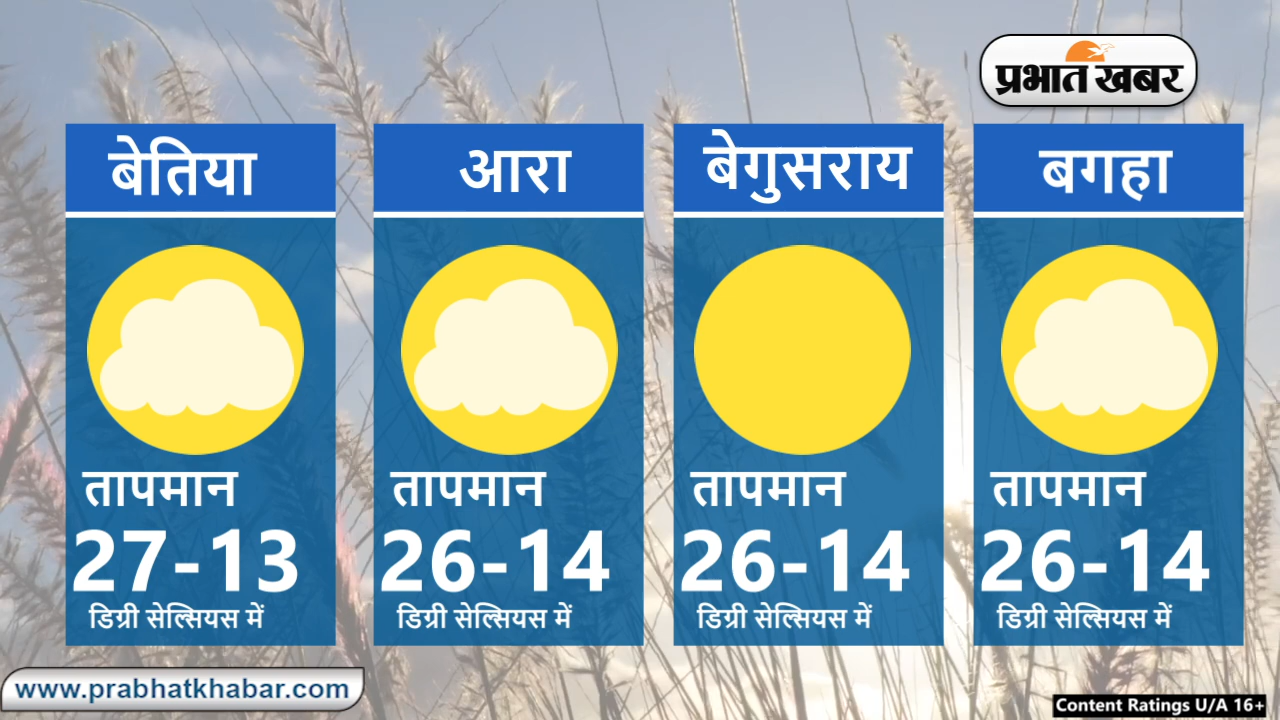 प्रभात खबर
बेतिया
तापमान
27-13
डिग्री सेल्सियस में
आरा
तापमान
26-14
डिग्री सेल्सियस में
बेगुसराय
तापमान
26-14
डिग्री सेल्सियस में
बगहा
तापमान
26-14
डिग्री सेल्सियस में
www.prabhatkhabar.com
Content Ratings U/A 16+